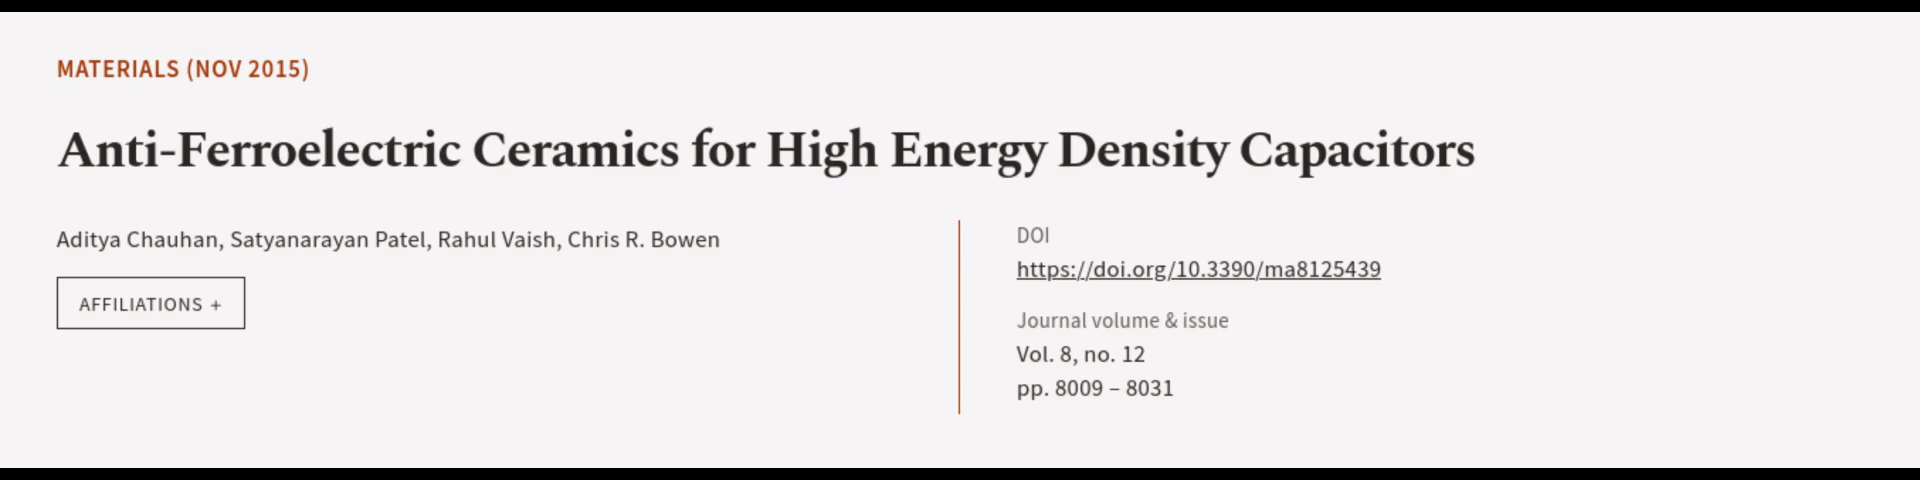 MATERIALS (NOV 2015)
Anti-Ferroelectric Ceramics for High Energy Density Capacitors
Aditya Chauhan, Satyanarayan Patel, Rahul Vaish, Chris R. Bowen
AFFILIATIONS +
DOI
https://doi.org/10.3390/ma8125439
Journal volume & issue
Vol. 8, no. 12
pp. 8009 – 8031